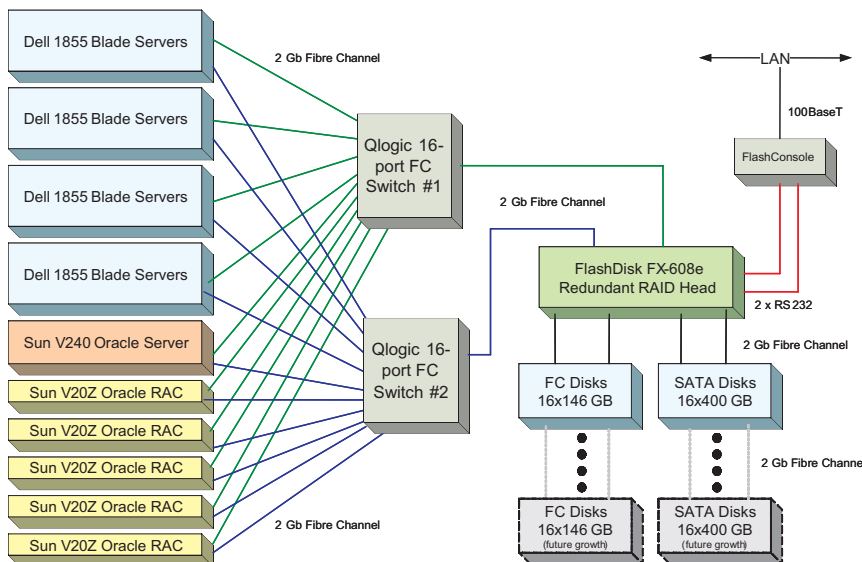 Dell 1855 Blade Servers
Dell 1855 Blade Servers
Dell 1855 Blade Servers
Dell 1855 Blade Servers
Sun V240 Oracle Server
Sun V20Z Oracle RAC
Sun V20Z Oracle RAC
Sun V20Z Oracle RAC
Sun V20Z Oracle RAC
Sun V20Z Oracle RAC
2 Gb Fibre Channel
Qlogic 16-
port FC
Switch #1
Qlogic 16-
port FC
Switch #2
2 Gb Fibre Channel
2 Gb Fibre Channel
LAN
100BaseT
FlashConsole
FlashDisk FX-608e
Redundant RAID Head
2 x RS232
2 Gb Fibre Channel
FC Disks
16x146 GB
SATA Disks
16x400 GB
2 Gb Fibre Channel
FC Disks
16x146 GB
(future growth)
SATA Disks
16x400 GB
(future growth)